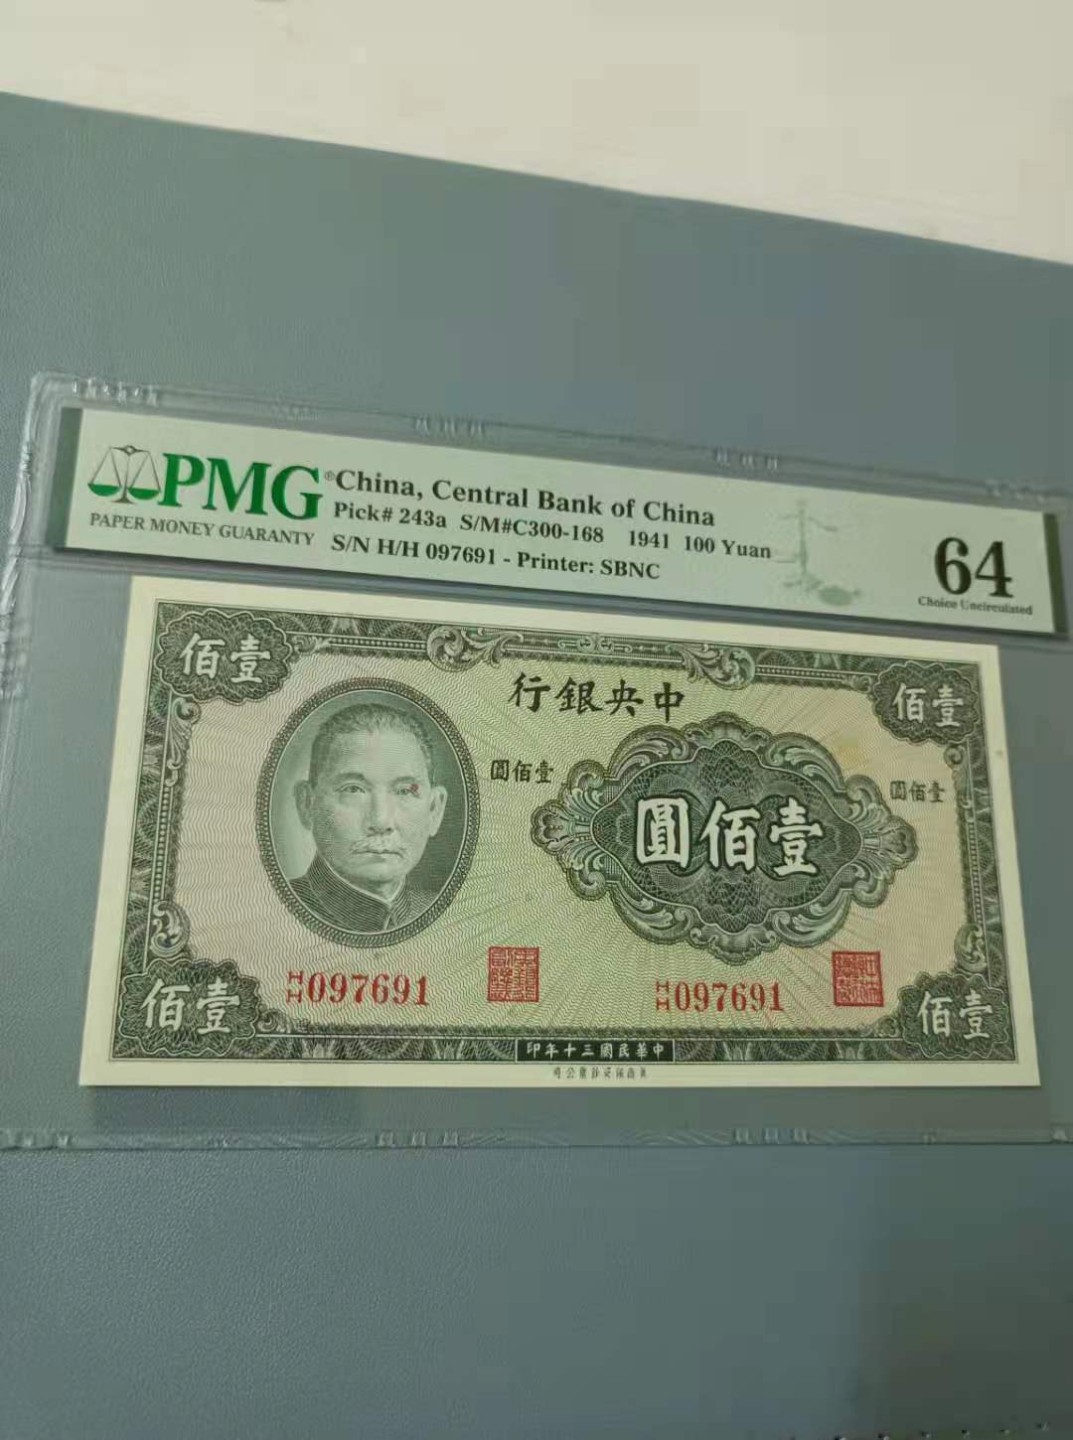 PMG®
PAPER MONEY GUARANTY
China, Central Bank of China
Pick# 243a S/M#C300-168 1941 100 Yuan
S/N H/H 097691 - Printer: SBNC
64
Choice Uncirculated
佰壹
行銀央中
佰壹
圓佰壹
圓佰壹
圓佰壹
H/H 097691
H/H 097691
佰壹
佰壹
印年十三國民華中